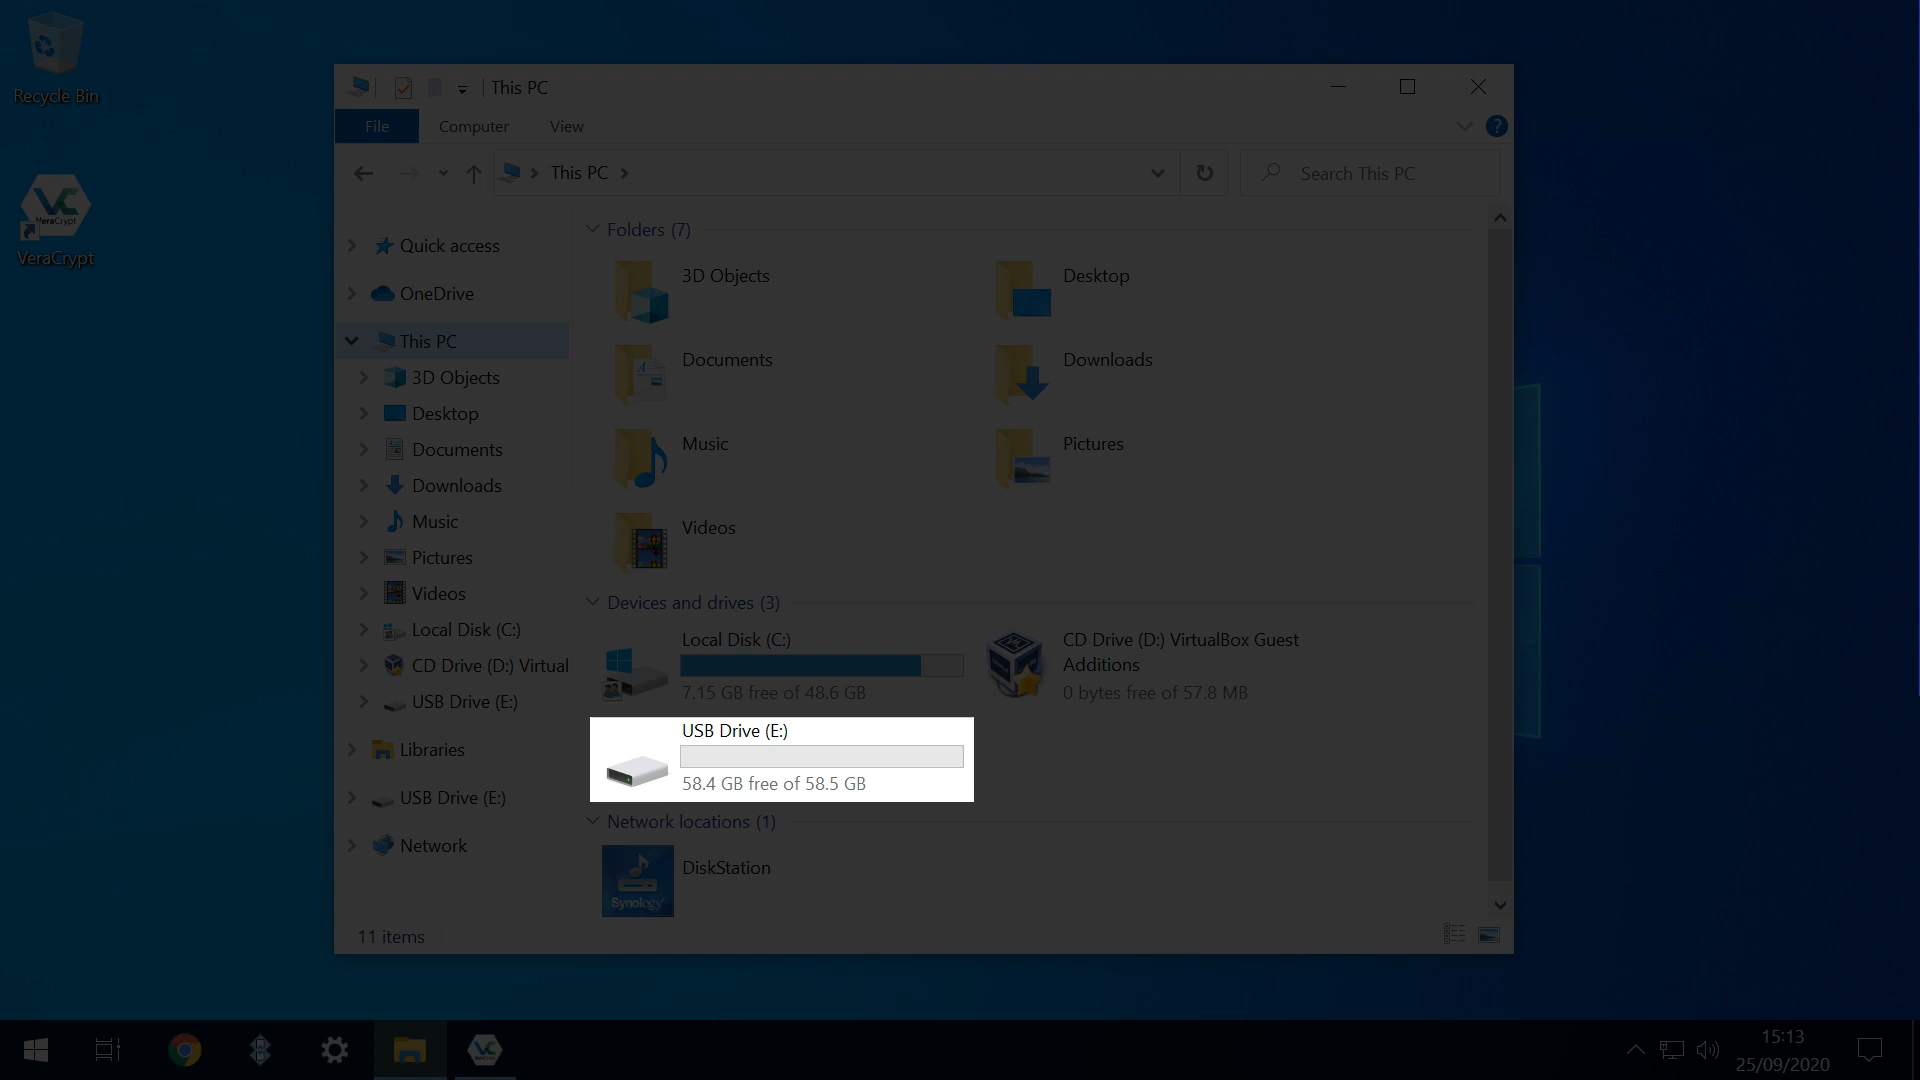 Recycle Bin
VeraCrypt
VeraCrypt
This PC
File
Computer
View
This PC
Search This PC
Quick access
OneDrive
This PC
3D Objects
Desktop
Documents
Downloads
Music
Pictures
Videos
Local Disk (C:)
CD Drive (D:) Virtual
USB Drive (E:)
Libraries
USB Drive (E:)
Network
Folders (7)
3D Objects
Desktop
Documents
Downloads
Music
Pictures
Videos
Devices and drives (3)
Local Disk (C:)
7.15 GB free of 48.6 GB
CD Drive (D:) VirtualBox Guest
Additions
0 bytes free of 57.8 MB
USB Drive (E:)
58.4 GB free of 58.5 GB
Network locations (1)
Synology
DiskStation
11 items
15:13
25/09/2020